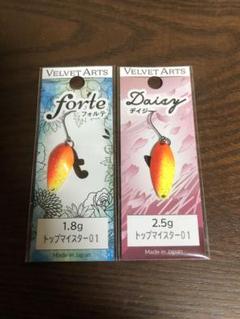 VELVET ARTS
forte
フォルテ
1.8g
トップマイスター01
Made in Japan
VELVET ARTS
Daisy
デイジー
2.5g
トップマイスター01
Made in Japan